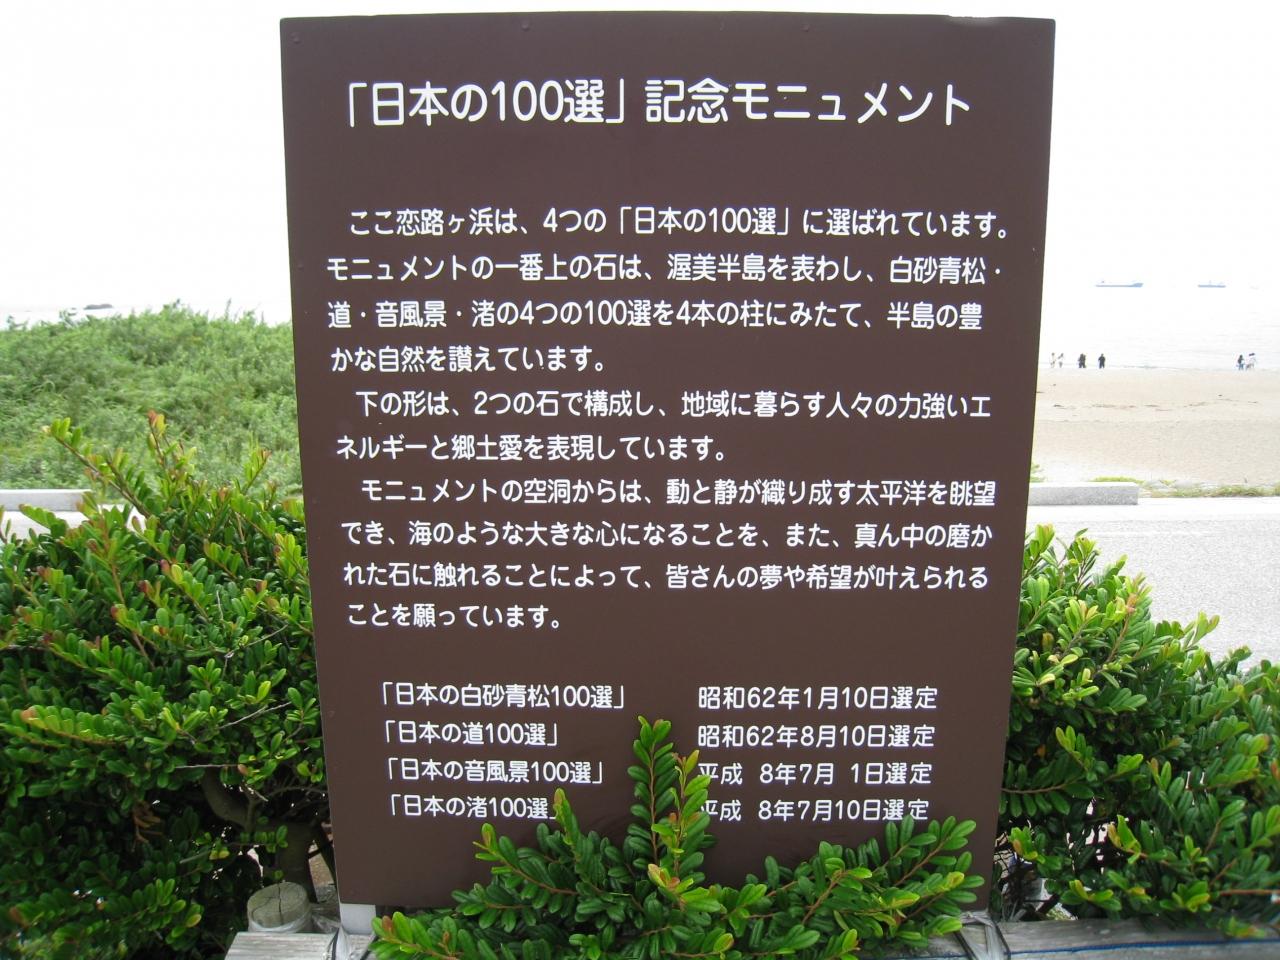 「日本の100選」記念モニュメント
ここ恋路ヶ浜は、4つの「日本の100選」に選ばれています。
モニュメントの一番上の石は、渥美半島を表わし、白砂青松・
道・音風景・渚の4つの100選を4本の柱にみたて、半島の豊
かな自然を讃えています。
下の形は、2つの石で構成し、地域に暮らす人々の力強いエ
ネルギーと郷土愛を表現しています。
モニュメントの空洞からは、動と静が織り成す太平洋を眺望
でき、海のような大きな心になることを、また、真ん中の磨か
れた石に触れることによって、皆さんの夢や希望が叶えられる
ことを願っています。
「日本の白砂青松100選」 昭和62年1月10日選定
「日本の道100選」 昭和62年8月10日選定
「日本の音風景100選」 平成 8年7月 1日選定
「日本の渚100選」 平成 8年7月10日選定